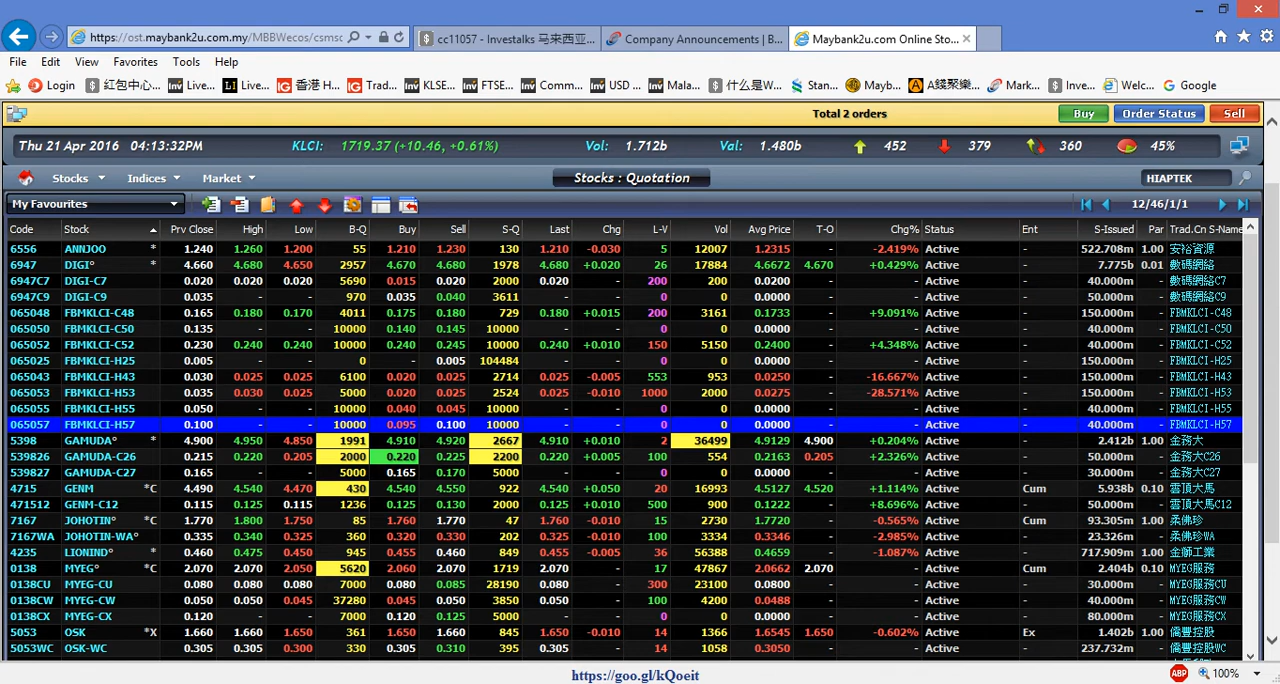 https://ost.maybank2u.com.my/MBBWecos/csmsc
cc11057 - Investalks 马来西亚...
Company Announcements | B...
Maybank2u.com Online Sto...
File Edit View Favorites Tools Help
Login 红包中心... Live... Live... 香港 H... Trad... KLSE... FTSE... Comm... USD ... Mala... 什么是W... Stan... Mayb... A錢聚樂... Mark... Inve... Welc... Google
Total 2 orders Buy Order Status Sell
Thu 21 Apr 2016 04:13:32PM KLCI: 1719.37 (+10.46, +0.61%) Vol: 1.712b Val: 1.480b 452 379 360 45%
Stocks Indices Market Stocks : Quotation HIAPTEK
My Favourites 12/46/1/1
Code Stock Prv Close High Low B-Q Buy Sell S-Q Last Chg L-V Vol Avg Price T-O Chg% Status Ent S-Issued Par Trad.Cn S-Name
6556 ANNJOO * 1.240 1.260 1.200 55 1.210 1.230 130 1.210 -0.030 5 12007 1.2315 - -2.419% Active - 522.708m 1.00 安裕資源
6947 DIGI° * 4.660 4.680 4.650 2957 4.670 4.680 1978 4.680 +0.020 26 17884 4.6672 4.670 +0.429% Active - 7.775b 0.01 數碼網絡
6947C7 DIGI-C7 0.020 0.020 0.020 5690 0.015 0.020 2000 0.020 - 200 200 0.0200 - - Active - 40.000m - 數碼網絡C7
6947C9 DIGI-C9 0.035 - - 970 0.035 0.040 3611 - - 0 0 0.0000 - - Active - 50.000m - 數碼網絡C9
065048 FBMKLCI-C48 0.165 0.180 0.170 4011 0.175 0.180 729 0.180 +0.015 200 3161 0.1733 - +9.091% Active - 150.000m - FBMKLCI-C48
065050 FBMKLCI-C50 0.135 - - 10000 0.140 0.145 10000 - - 0 0 0.0000 - - Active - 40.000m - FBMKLCI-C50
065052 FBMKLCI-C52 0.230 0.240 0.240 10000 0.240 0.245 10000 0.240 +0.010 150 5150 0.2400 - +4.348% Active - 40.000m - FBMKLCI-C52
065025 FBMKLCI-H25 0.005 - - 0 - 0.005 104484 - - 0 0 0.0000 - - Active - 150.000m - FBMKLCI-H25
065043 FBMKLCI-H43 0.030 0.025 0.025 6100 0.020 0.025 2714 0.025 -0.005 553 953 0.0250 - -16.667% Active - 150.000m - FBMKLCI-H43
065053 FBMKLCI-H53 0.035 0.030 0.025 5000 0.020 0.025 2524 0.025 -0.010 1000 2000 0.0275 - -28.571% Active - 40.000m - FBMKLCI-H53
065055 FBMKLCI-H55 0.050 - - 10000 0.040 0.045 10000 - - 0 0 0.0000 - - Active - 40.000m - FBMKLCI-H55
065057 FBMKLCI-H57 0.100 - - 10000 0.095 0.100 10000 - - 0 0 0.0000 - - Active - 40.000m - FBMKLCI-H57
5398 GAMUDA° * 4.900 4.950 4.850 1991 4.910 4.920 2667 4.910 +0.010 2 36499 4.9129 4.900 +0.204% Active - 2.412b 1.00 金務大
539826 GAMUDA-C26 0.215 0.220 0.205 2000 0.220 0.225 2200 0.220 +0.005 100 554 0.2163 0.205 +2.326% Active - 50.000m - 金務大C26
539827 GAMUDA-C27 0.165 - - 5000 0.165 0.170 5000 - - 0 0 0.0000 - - Active - 30.000m - 金務大C27
4715 GENM *C 4.490 4.540 4.470 430 4.540 4.550 922 4.540 +0.050 20 16993 4.5127 4.520 +1.114% Active Cum 5.938b 0.10 雲頂大馬
471512 GENM-C12 0.115 0.125 0.115 1236 0.125 0.130 2000 0.125 +0.010 500 900 0.1222 - +8.696% Active - 50.000m - 雲頂大馬C12
7167 JOHOTIN° *C 1.770 1.800 1.750 85 1.760 1.770 47 1.760 -0.010 15 2730 1.7720 - -0.565% Active Cum 93.305m 1.00 柔佛珍
7167WA JOHOTIN-WA° 0.335 0.340 0.325 360 0.320 0.330 202 0.325 -0.010 100 3334 0.3346 - -2.985% Active - 23.326m - 柔佛珍WA
4235 LIONIND° * 0.460 0.475 0.450 945 0.455 0.460 849 0.455 -0.005 36 56388 0.4659 - -1.087% Active - 717.909m 1.00 金獅工業
0138 MYEG° *C 2.070 2.070 2.050 5620 2.060 2.070 1719 2.070 - 17 47867 2.0662 2.070 - Active Cum 2.404b 0.10 MYEG服務
0138CU MYEG-CU 0.080 0.080 0.080 7000 0.080 0.085 28190 0.080 - 300 23100 0.0800 - - Active - 30.000m - MYEG服務CU
0138CW MYEG-CW 0.050 0.050 0.045 37280 0.045 0.050 3850 0.050 - 100 4200 0.0488 - - Active - 40.000m - MYEG服務CW
0138CX MYEG-CX 0.120 - - 7000 0.120 0.125 5000 - - 0 0 0.0000 - - Active - 80.000m - MYEG服務CX
5053 OSK *X 1.660 1.660 1.650 361 1.650 1.660 845 1.650 -0.010 14 1366 1.6545 1.650 -0.602% Active Ex 1.402b 1.00 僑豐控股
5053WC OSK-WC 0.305 0.305 0.300 330 0.305 0.310 395 0.305 - 14 1058 0.3050 - - Active - 237.732m - 僑豐控股WC
https://goo.gl/kQoeit ABP 100%